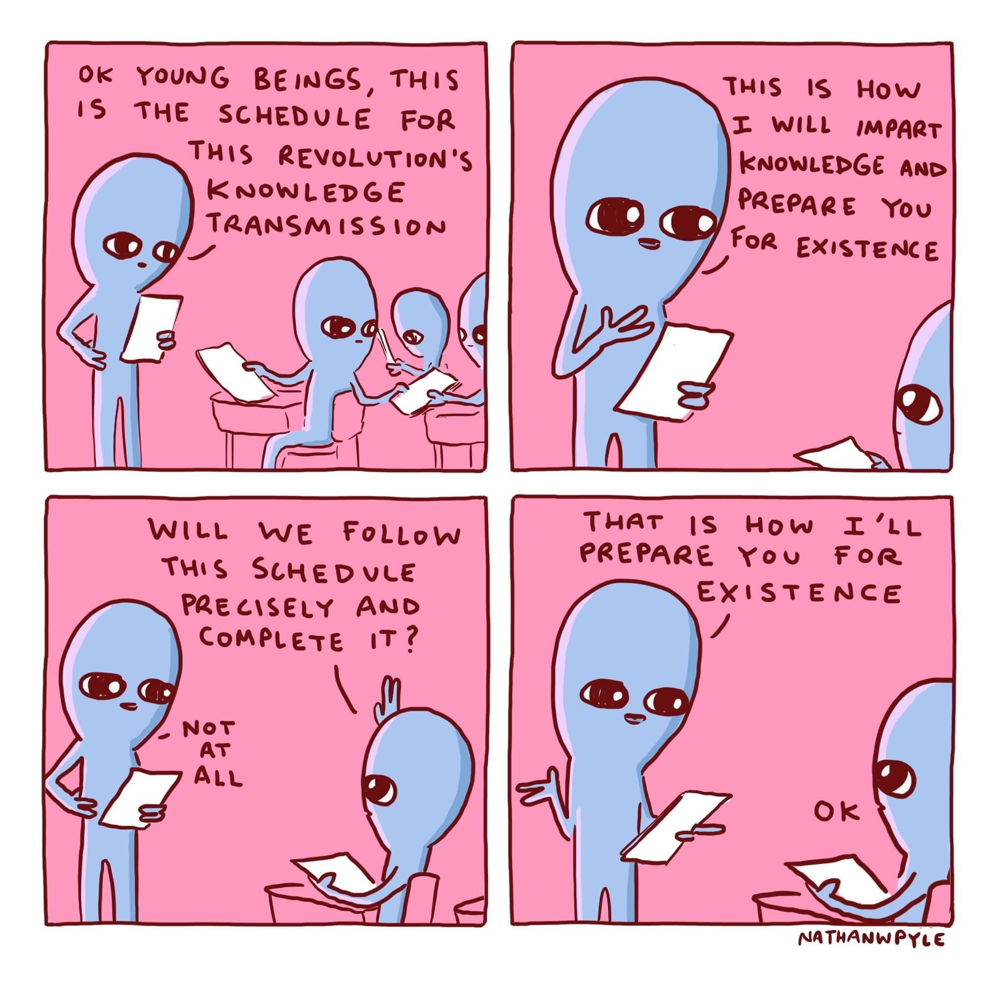 OK YOUNG BEINGS, THIS
IS THE SCHEDULE FOR
THIS REVOLUTION'S
KNOWLEDGE
TRANSMISSION
THIS IS HOW
I WILL IMPART
KNOWLEDGE AND
PREPARE YOU
FOR EXISTENCE
WILL WE FOLLOW
THIS SCHEDULE
PRECISELY AND
COMPLETE IT?
NOT
AT
ALL
THAT IS HOW I'LL
PREPARE YOU FOR
EXISTENCE
OK
NATHANWPYLE